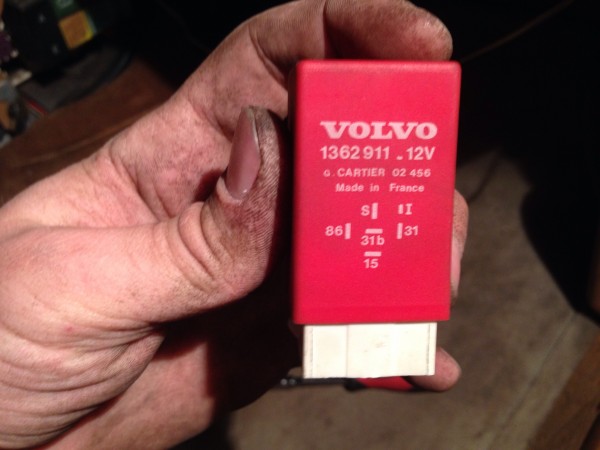 VOLVO
1362911 - 12V
G. CARTIER 02 456
Made in France
S I
86 31b 31
15